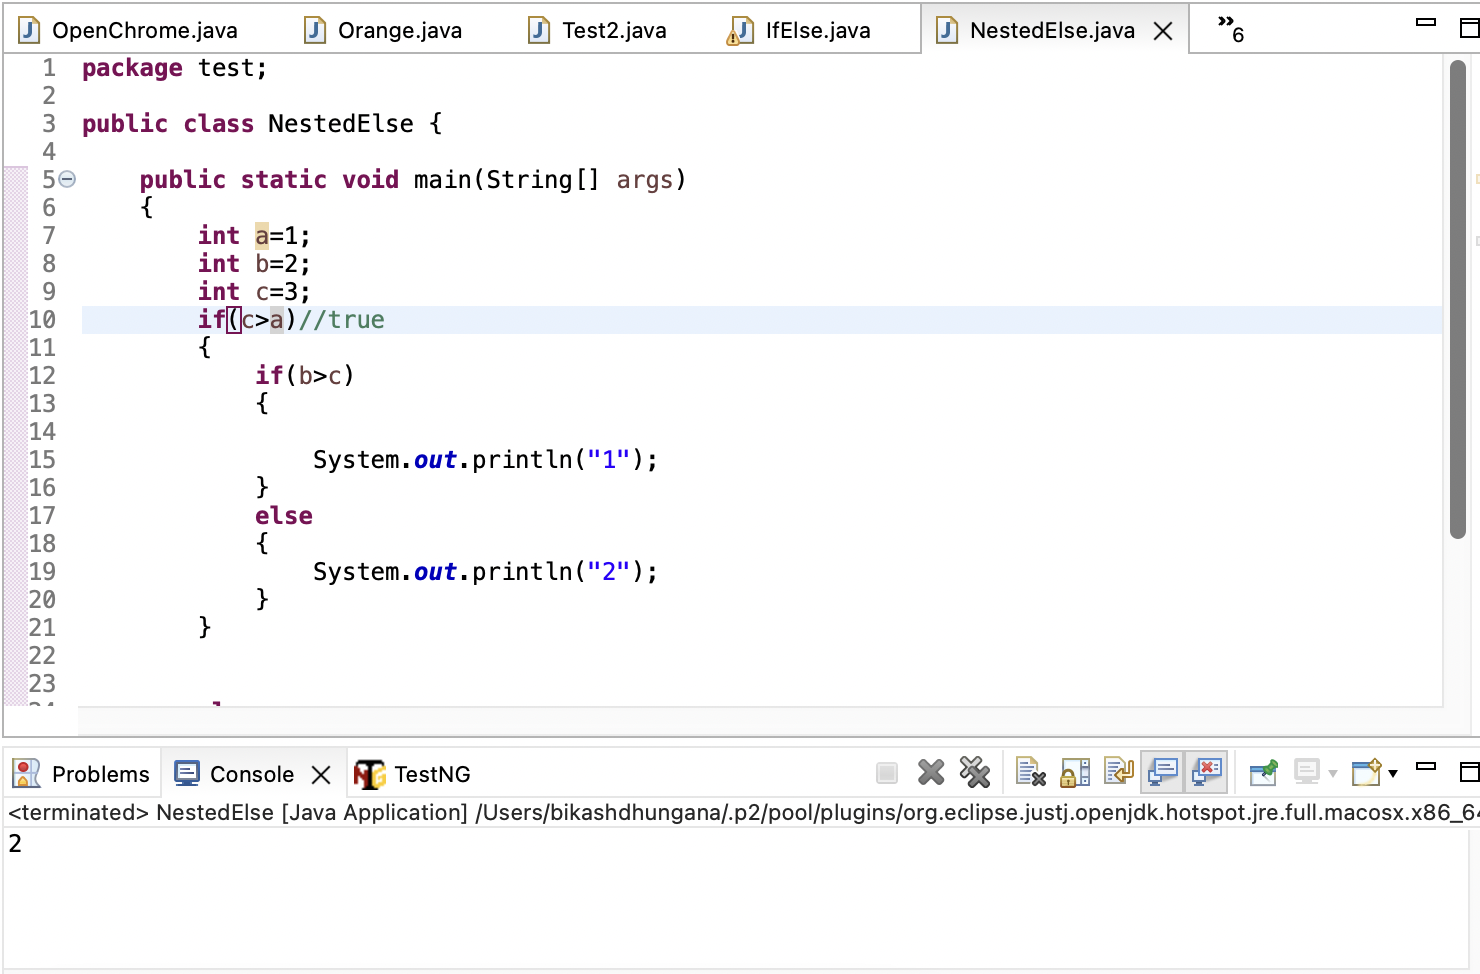 OpenChrome.java Orange.java Test2.java IfElse.java NestedElse.java »6
1 package test;
2
3 public class NestedElse {
4
5 public static void main(String[] args)
6 {
7 int a=1;
8 int b=2;
9 int c=3;
10 if(c>a)//true
11 {
12 if(b>c)
13 {
14
15 System.out.println("1");
16 }
17 else
18 {
19 System.out.println("2");
20 }
21 }
22
23
Problems Console TestNG
<terminated> NestedElse [Java Application] /Users/bikashdhungana/.p2/pool/plugins/org.eclipse.justj.openjdk.hotspot.jre.full.macosx.x86_64
2